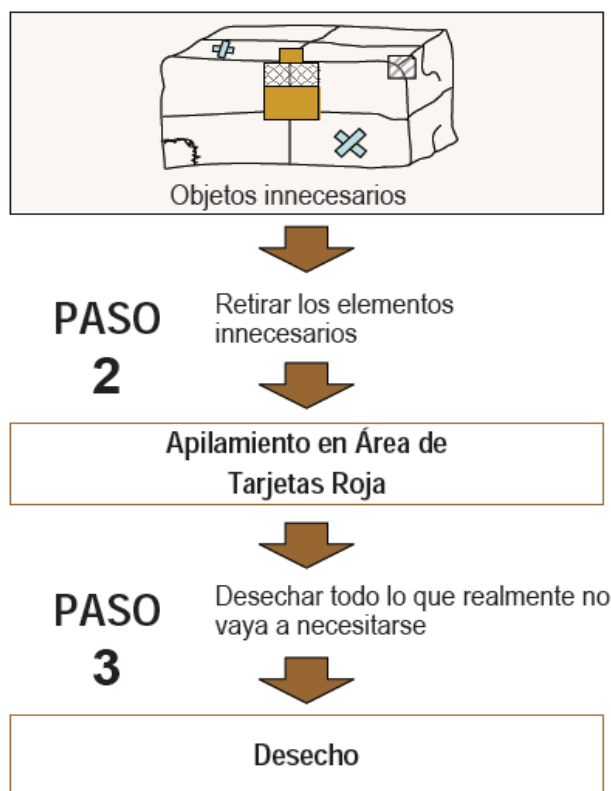 Objetos innecesarios
PASO
2
Retirar los elementos
innecesarios
Apilamiento en Área de
Tarjetas Roja
PASO
3
Desechar todo lo que realmente no
vaya a necesitarse
Desecho